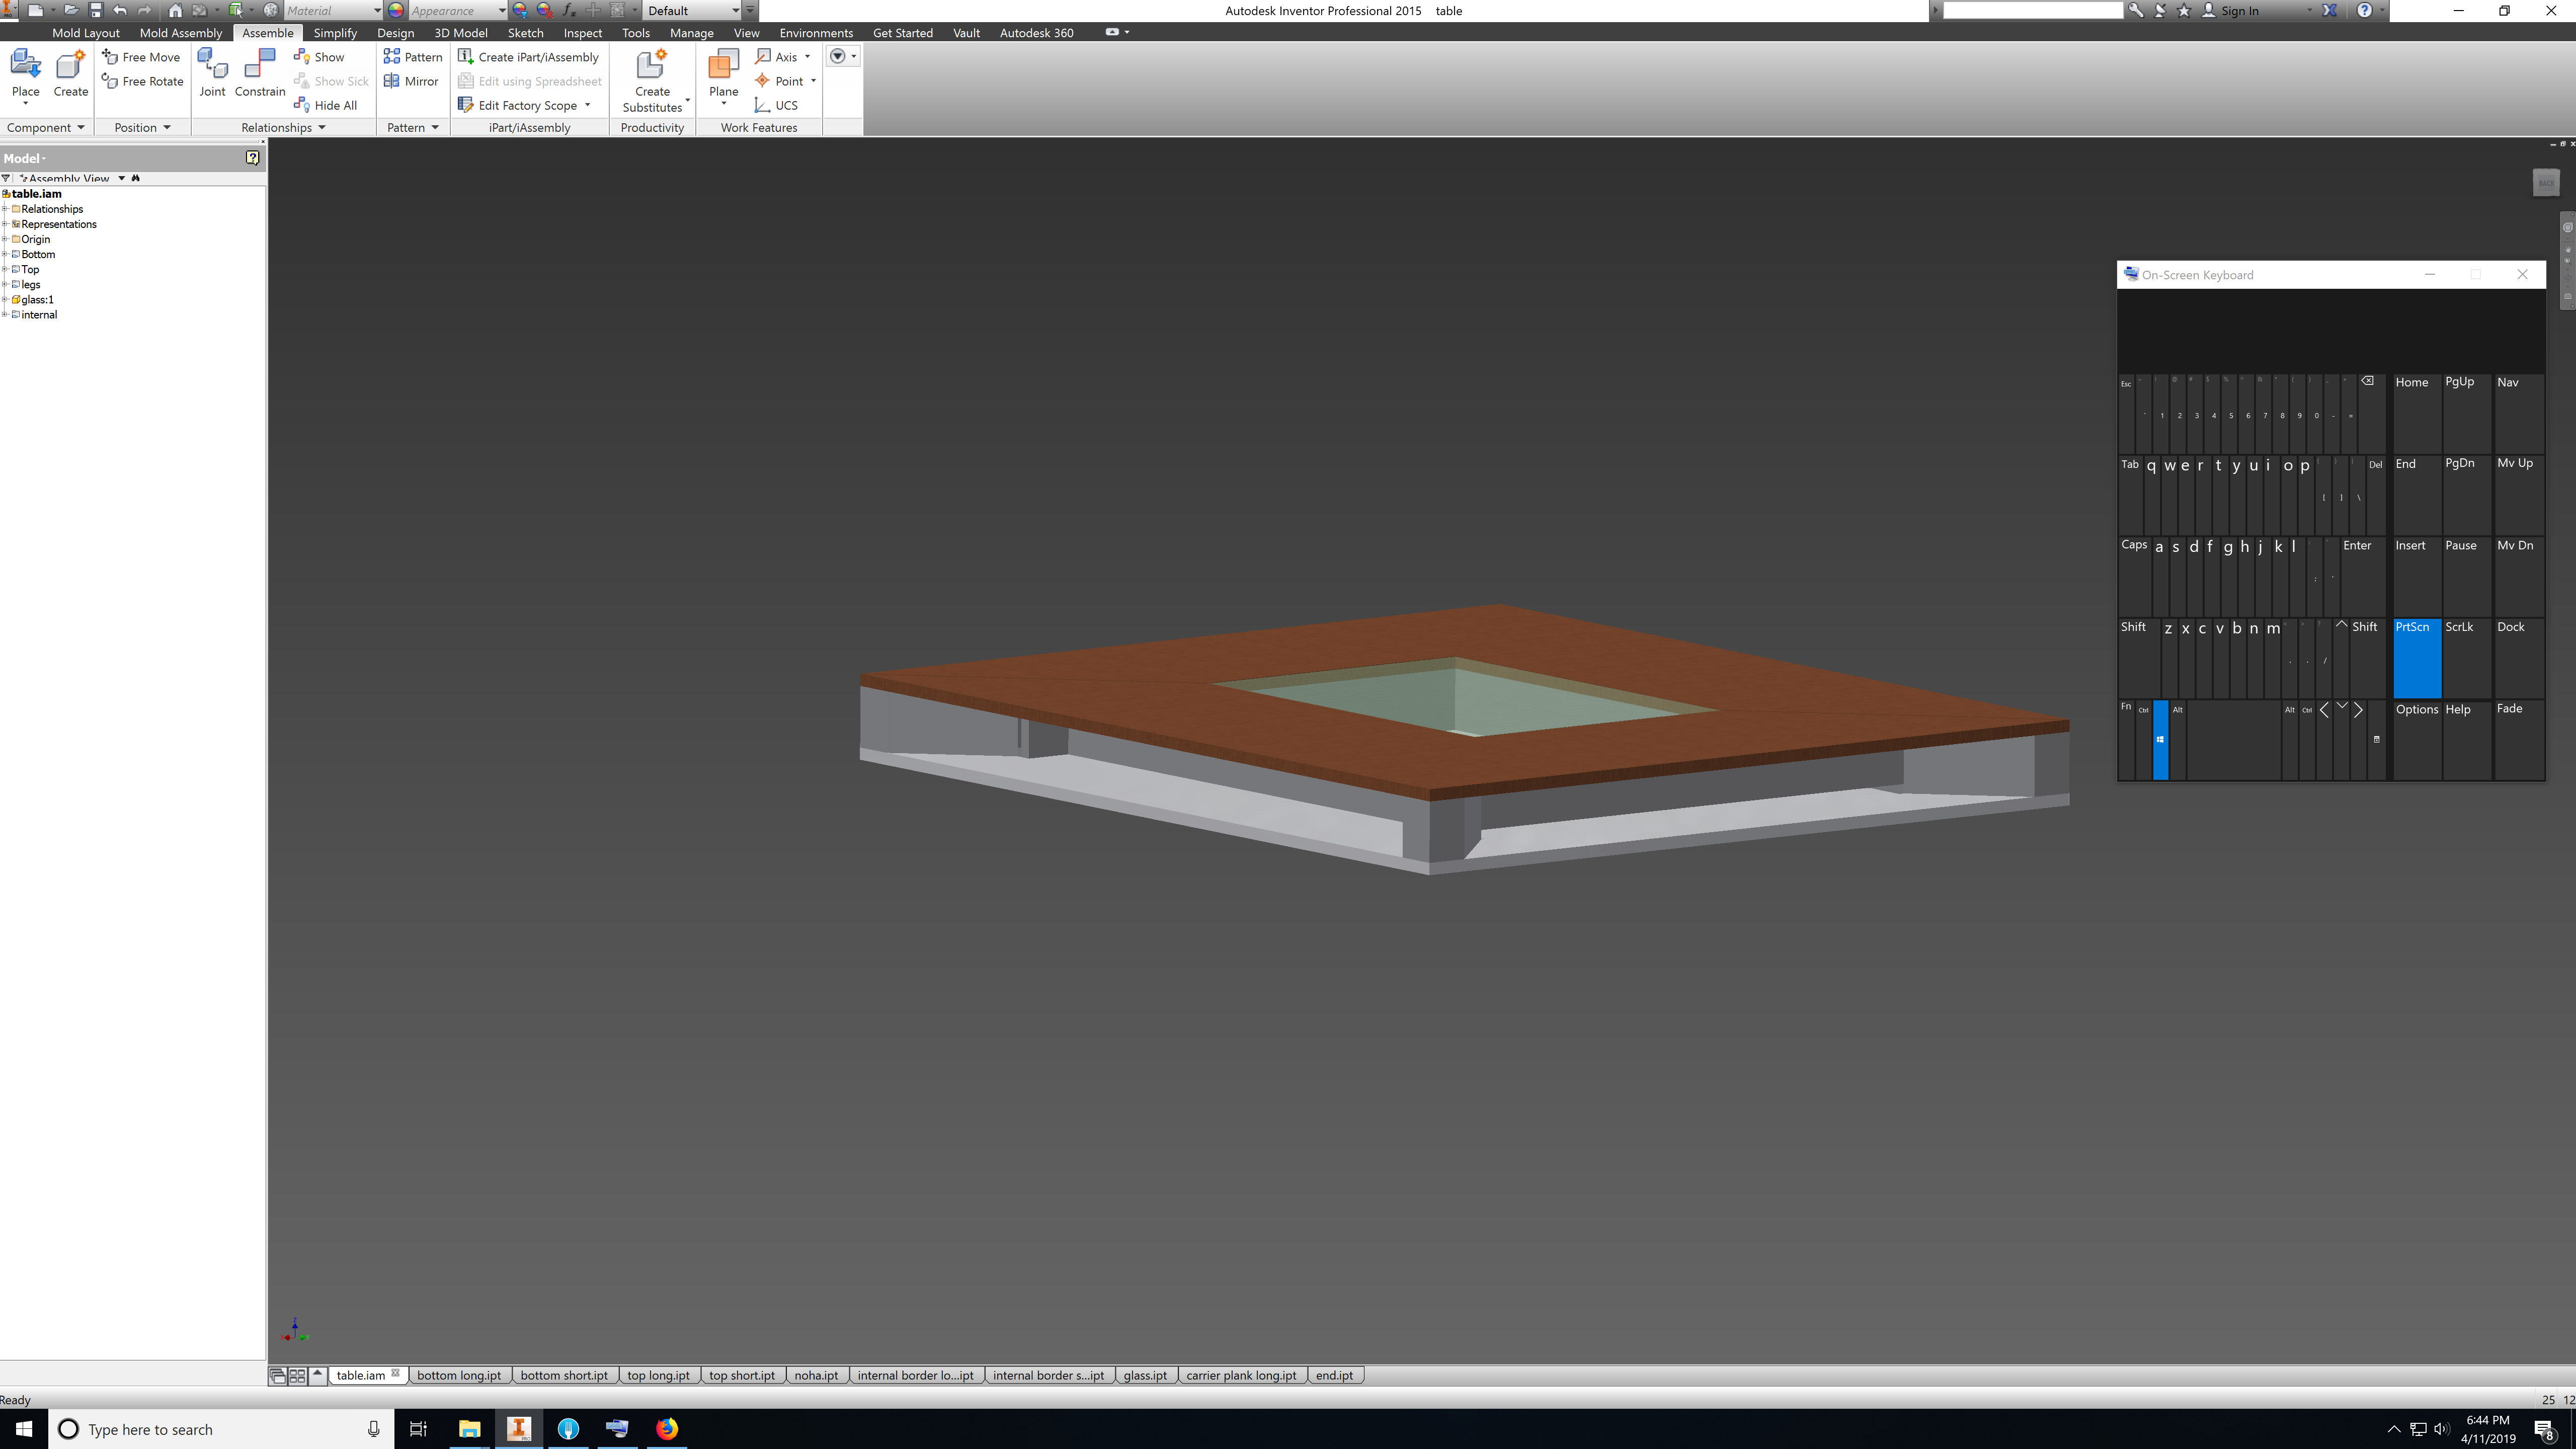 Material
Appearance
Default
Autodesk Inventor Professional 2015 table
Sign In
Mold Layout Mold Assembly Assemble Simplify Design 3D Model Sketch Inspect Tools Manage View Environments Get Started Vault Autodesk 360
Place
Create
Free Move
Free Rotate
Joint
Constrain
Show
Show Sick
Hide All
Pattern
Mirror
Create iPart/iAssembly
Edit using Spreadsheet
Edit Factory Scope
Create
Substitutes
Plane
Axis
Point
UCS
Component Position Relationships Pattern iPart/iAssembly Productivity Work Features
Model
Assembly View
table.iam
Relationships
Representations
Origin
Bottom
Top
legs
glass:1
internal
BACK
On-Screen Keyboard
Esc 1 2 3 4 5 6 7 8 9 0 - = Home PgUp Nav
Tab q w e r t y u i o p [ ] \ Del End PgDn Mv Up
Caps a s d f g h j k l ; ' Enter Insert Pause Mv Dn
Shift z x c v b n m , . / Shift PrtScn ScrLk Dock
Fn Ctrl Alt Alt Ctrl Options Help Fade
table.iam bottom long.ipt bottom short.ipt top long.ipt top short.ipt noha.ipt internal border lo...ipt internal border s...ipt glass.ipt carrier plank long.ipt end.ipt
Ready
25 12
Type here to search
6:44 PM
4/11/2019
8